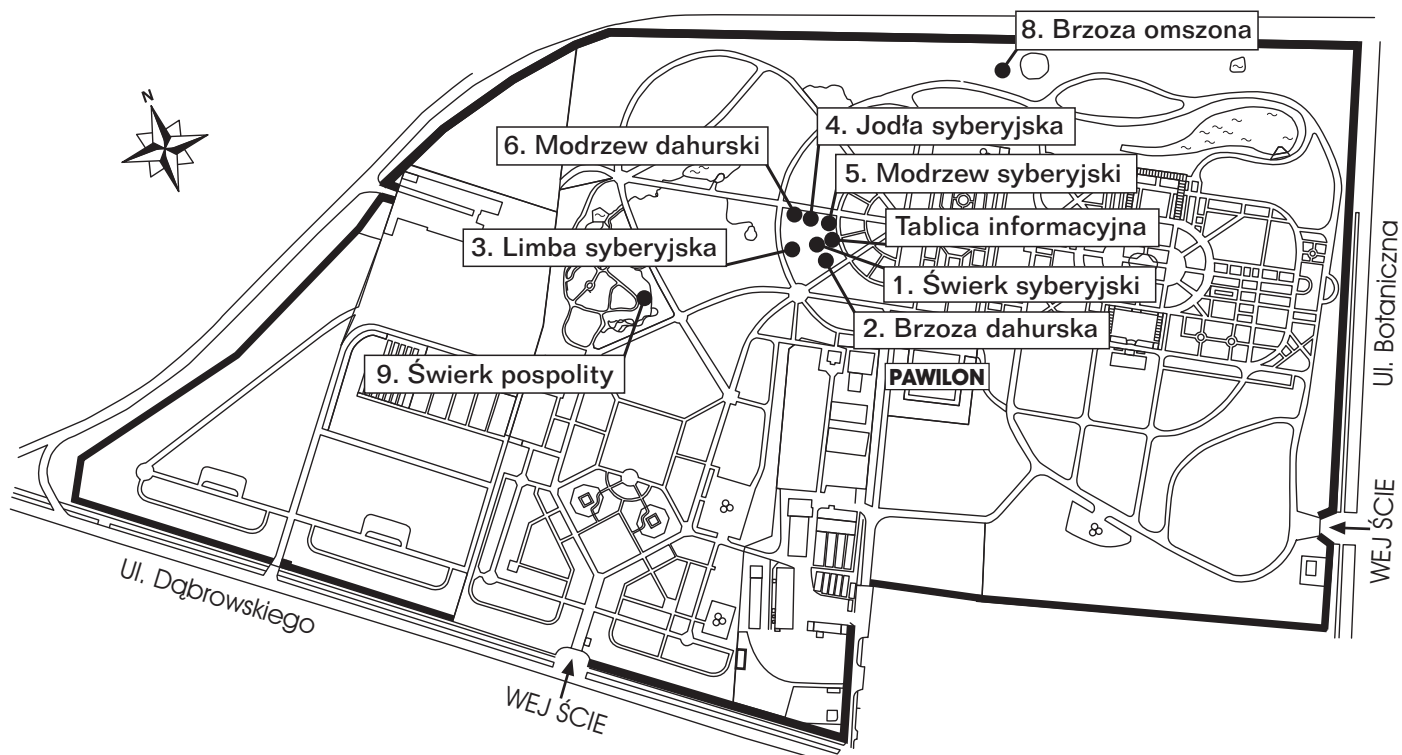 8. Brzoza omszona
N
4. Jodła syberyjska
6. Modrzew dahurski
5. Modrzew syberyjski
Tablica informacyjna
3. Limba syberyjska
1. Świerk syberyjski
2. Brzoza dahurska
9. Świerk pospolity
PAWILON
Ul. Botaniczna
WEJ ŚCIE
Ul. Dąbrowskiego
WEJ ŚCIE